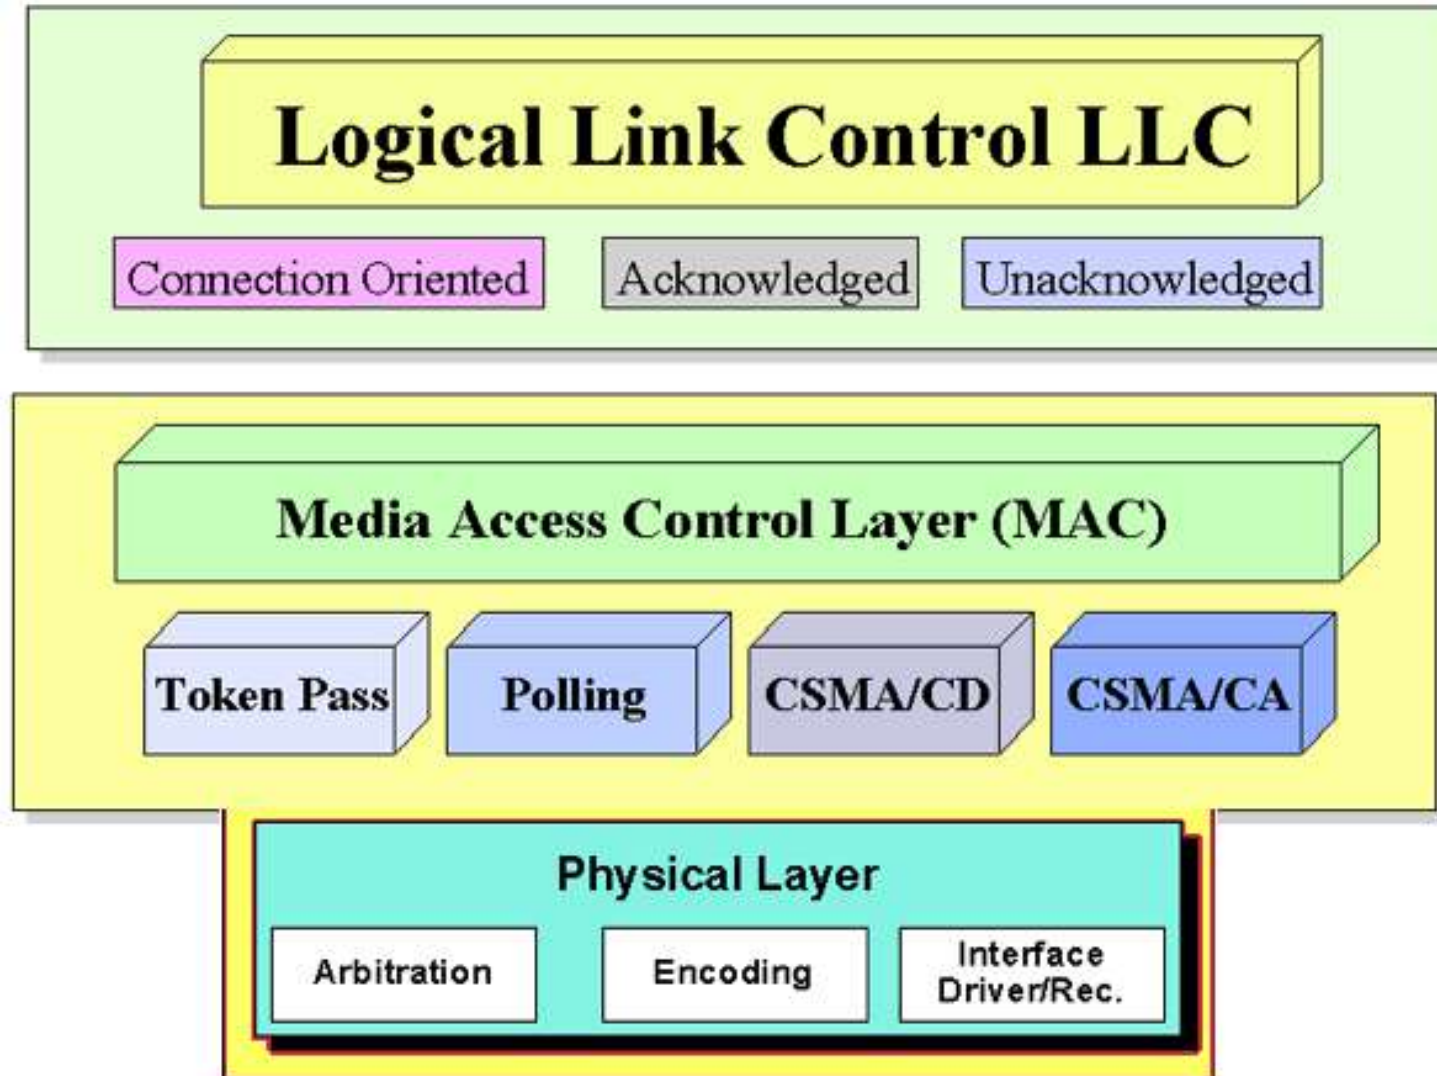 Logical Link Control LLC
Connection Oriented
Acknowledged
Unacknowledged
Media Access Control Layer (MAC)
Token Pass
Polling
CSMA/CD
CSMA/CA
Physical Layer
Arbitration
Encoding
Interface
Driver/Rec.